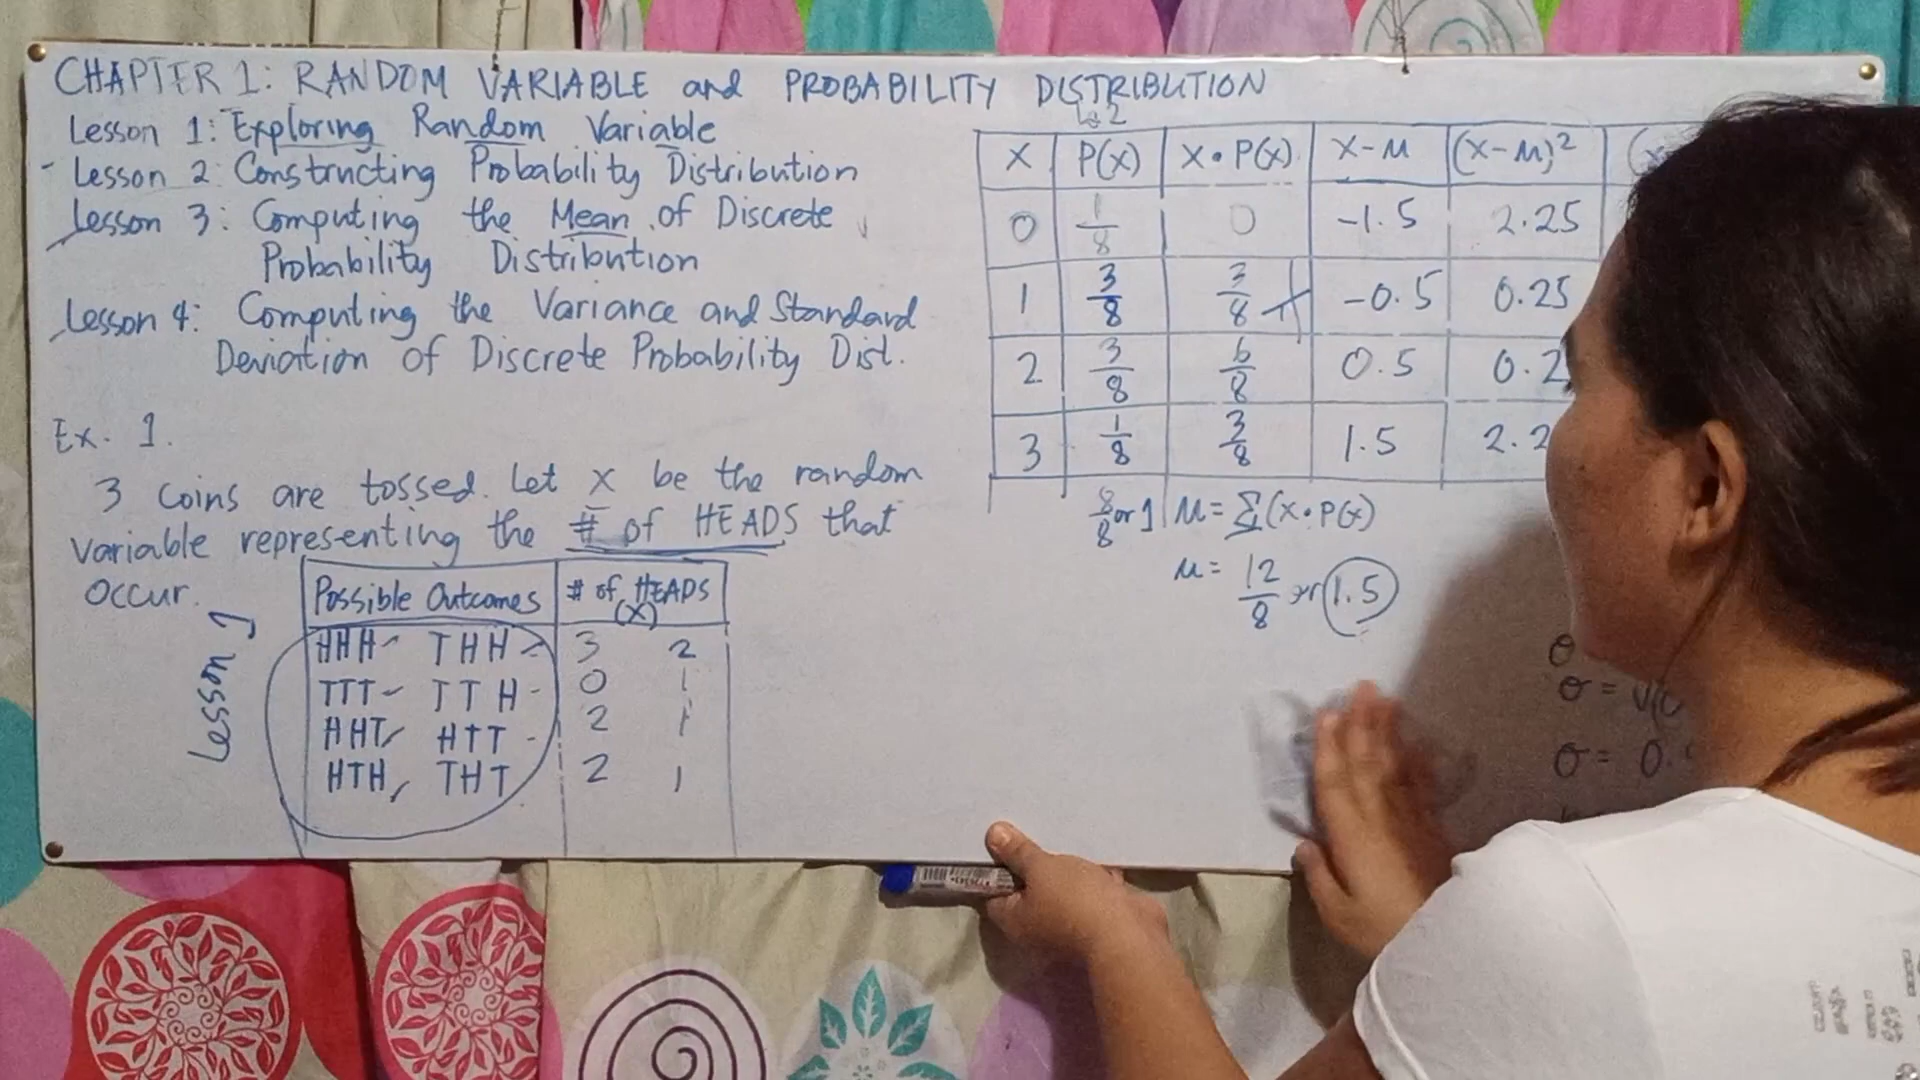 CHAPTER 1: RANDOM VARIABLE and PROBABILITY DISTRIBUTION
Lesson 1: Exploring Random Variable
Lesson 2: Constructing Probability Distribution
Lesson 3: Computing the Mean of Discrete
Probability Distribution
Lesson 4: Computing the Variance and Standard
Deviation of Discrete Probability Dist.
Ex. 1.
3 coins are tossed. Let X be the random
variable representing the # of HEADS that
occur.
Lesson 1
Possible Outcomes # of HEADS
(X)
HHH THH 3 2
TTT TTH 0 1
HHT HTT 2 1
HTH THT 2 1
X P(X) X•P(X) X-μ (X-μ)² (x
0 1/8 0 -1.5 2.25
1 3/8 3/8 -0.5 0.25
2 3/8 6/8 0.5 0.2
3 1/8 3/8 1.5 2.2
8/8 or 1 μ = Σ(X•P(X)
μ = 12/8 or 1.5
σ
σ = √(0
σ = 0.